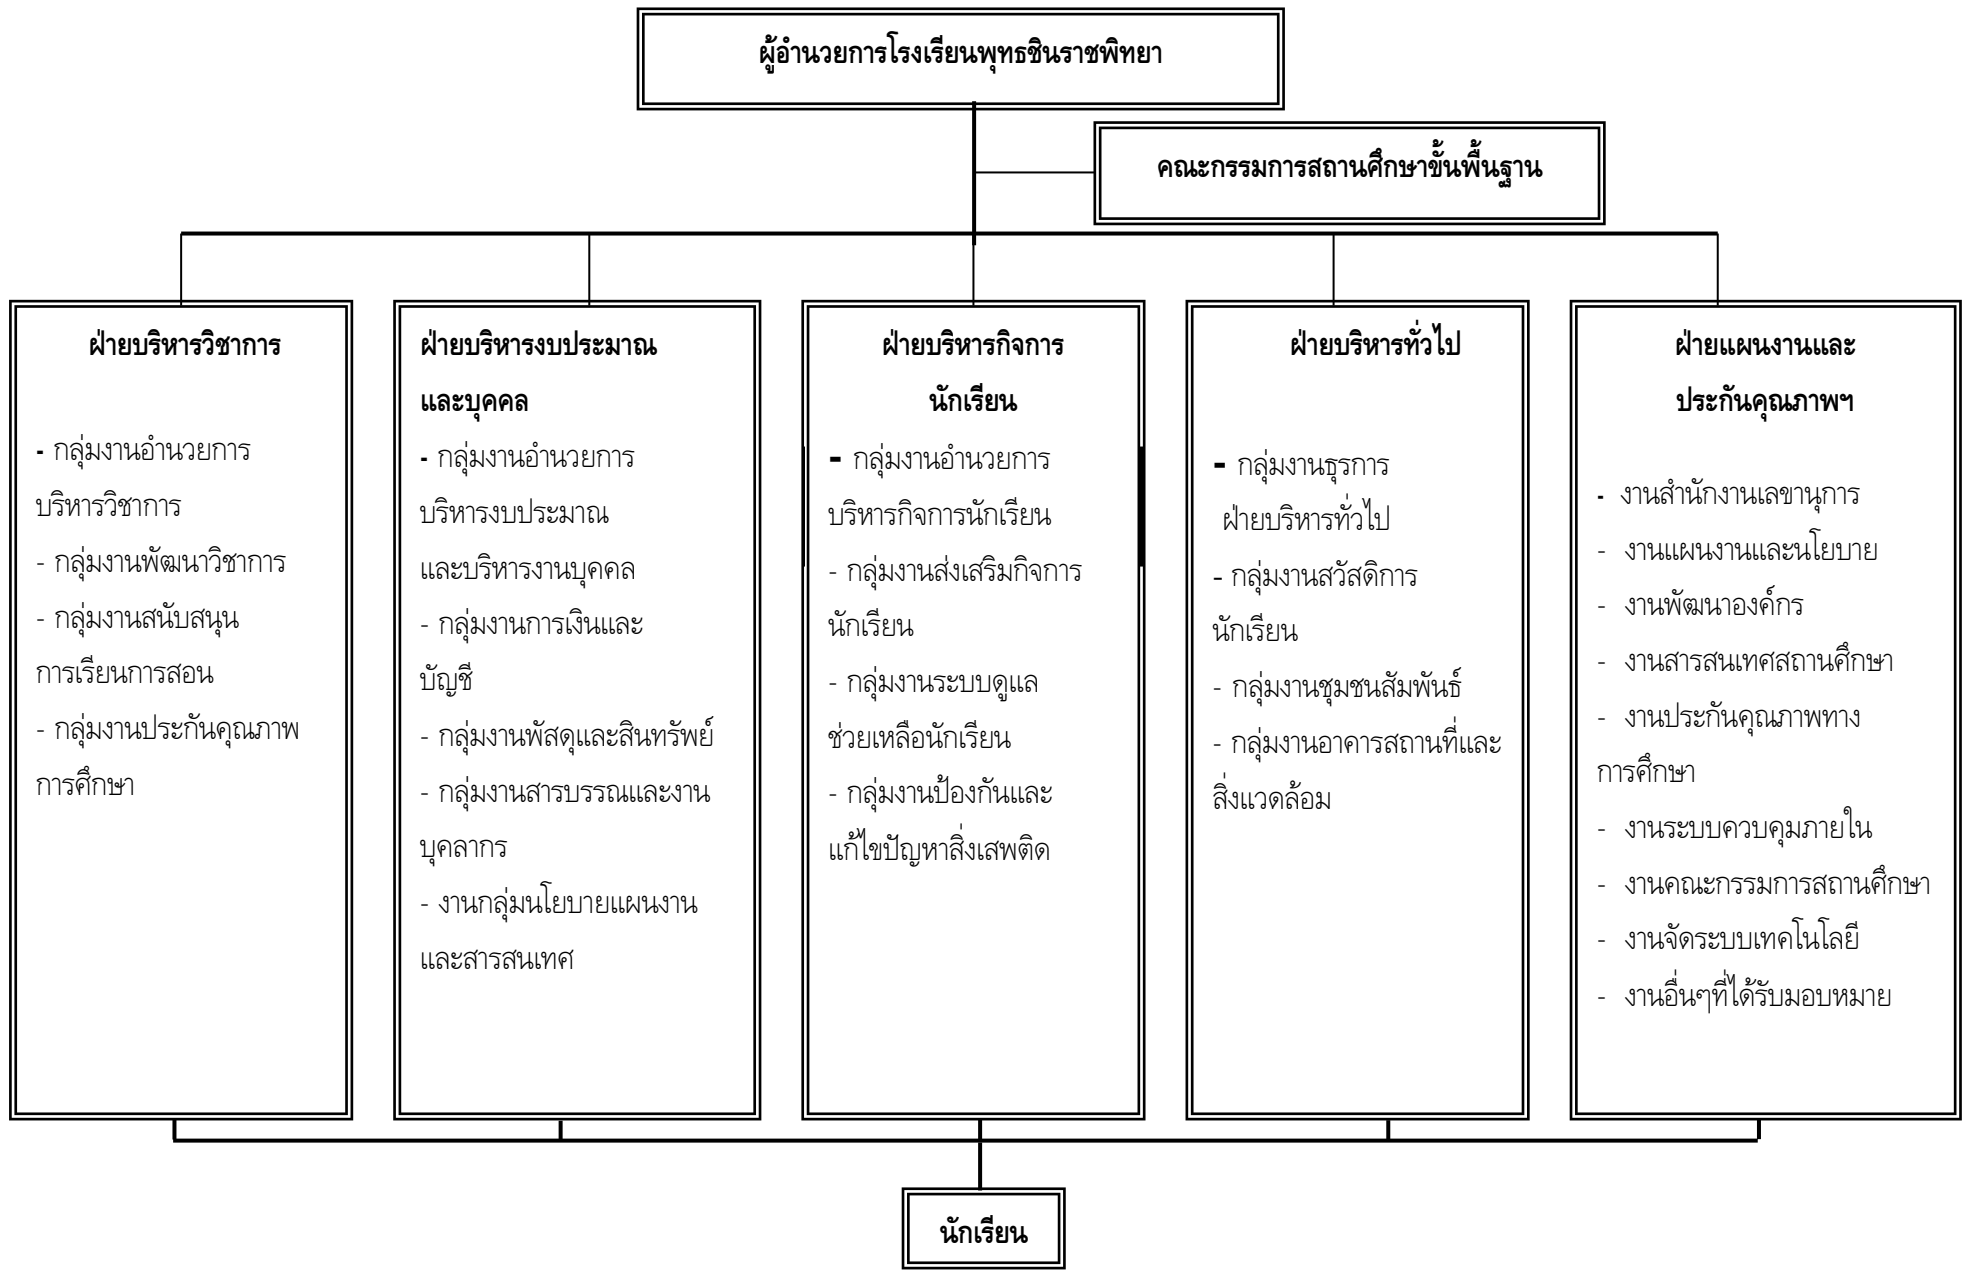 ผู้อำนวยการโรงเรียนพุทธชินราชพิทยา
คณะกรรมการสถานศึกษาขั้นพื้นฐาน
ฝ่ายบริหารวิชาการ
- กลุ่มงานอำนวยการ
บริหารวิชาการ
- กลุ่มงานพัฒนาวิชาการ
- กลุ่มงานสนับสนุน
การเรียนการสอน
- กลุ่มงานประกันคุณภาพ
การศึกษา
ฝ่ายบริหารงบประมาณ
และบุคคล
- กลุ่มงานอำนวยการ
บริหารงบประมาณ
และบริหารงานบุคคล
- กลุ่มงานการเงินและ
บัญชี
- กลุ่มงานพัสดุและสินทรัพย์
- กลุ่มงานสารบรรณและงาน
บุคลากร
- งานกลุ่มนโยบายแผนงาน
และสารสนเทศ
ฝ่ายบริหารกิจการ
นักเรียน
- กลุ่มงานอำนวยการ
บริหารกิจการนักเรียน
- กลุ่มงานส่งเสริมกิจการ
นักเรียน
- กลุ่มงานระบบดูแล
ช่วยเหลือนักเรียน
- กลุ่มงานป้องกันและ
แก้ไขปัญหาสิ่งเสพติด
ฝ่ายบริหารทั่วไป
- กลุ่มงานธุรการ
ฝ่ายบริหารทั่วไป
- กลุ่มงานสวัสดิการ
นักเรียน
- กลุ่มงานชุมชนสัมพันธ์
- กลุ่มงานอาคารสถานที่และ
สิ่งแวดล้อม
ฝ่ายแผนงานและ
ประกันคุณภาพฯ
- งานสำนักงานเลขานุการ
- งานแผนงานและนโยบาย
- งานพัฒนาองค์กร
- งานสารสนเทศสถานศึกษา
- งานประกันคุณภาพทาง
การศึกษา
- งานระบบควบคุมภายใน
- งานคณะกรรมการสถานศึกษา
- งานจัดระบบเทคโนโลยี
- งานอื่นๆที่ได้รับมอบหมาย
นักเรียน